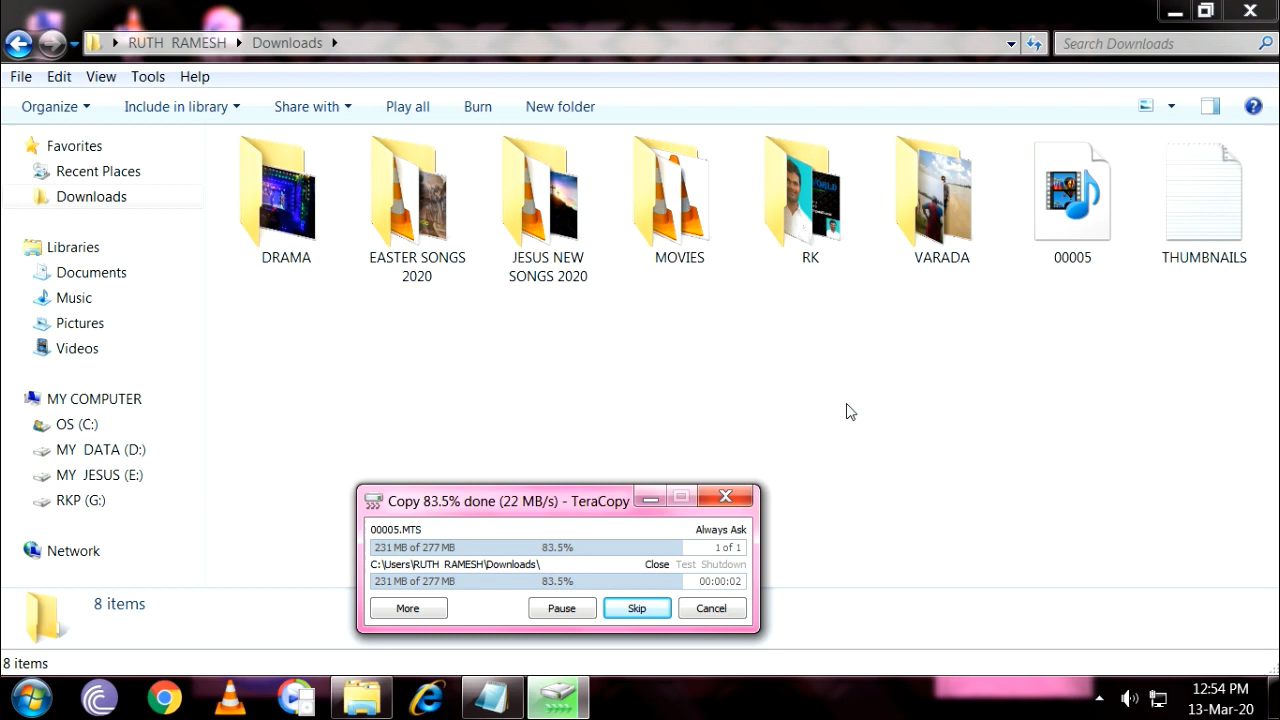 RUTH RAMESH
Downloads
Search Downloads
File Edit View Tools Help
Organize Include in library Share with Play all Burn New folder
Favorites
Recent Places
Downloads
Libraries
Documents
Music
Pictures
Videos
MY COMPUTER
OS (C:)
MY DATA (D:)
MY JESUS (E:)
RKP (G:)
Network
DRAMA
EASTER SONGS
2020
JESUS NEW
SONGS 2020
MOVIES
RK
VARADA
00005
THUMBNAILS
Copy 83.5% done (22 MB/s) - TeraCopy
00005.MTS Always Ask
231 MB of 277 MB 83.5% 1 of 1
C:\Users\RUTH RAMESH\Downloads\ Close Test Shutdown
231 MB of 277 MB 83.5% 00:00:02
More Pause Skip Cancel
8 items
8 items
12:54 PM
13-Mar-20